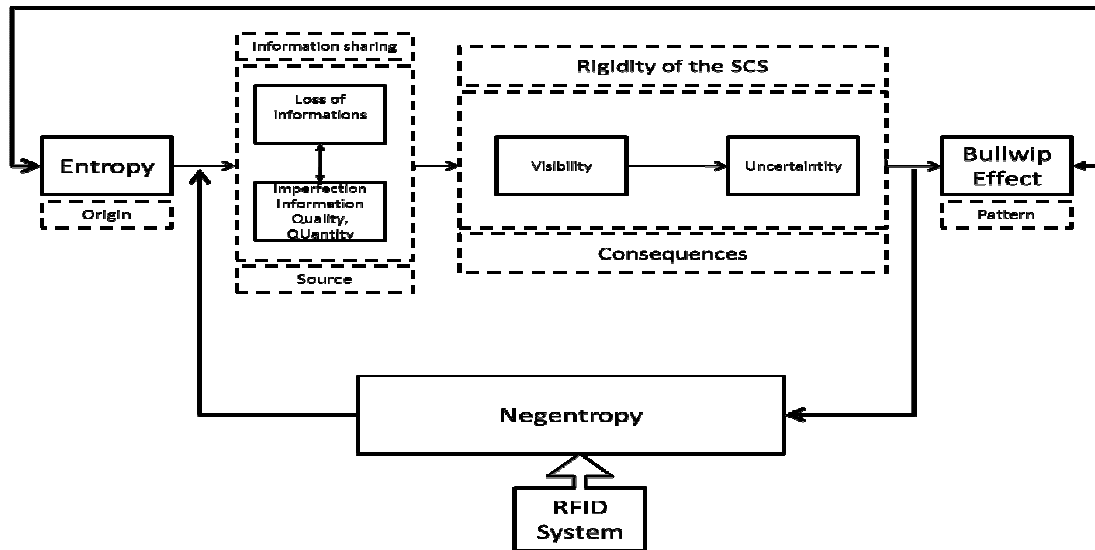 Information sharing
Rigidity of the SCS
Loss of
Informations
Entropy
Visibility
Uncertaintity
Bullwip
Effect
Imperfection
Information
Quality,
QUantity
Origin
Pattern
Consequences
Source
Negentropy
RFID
System